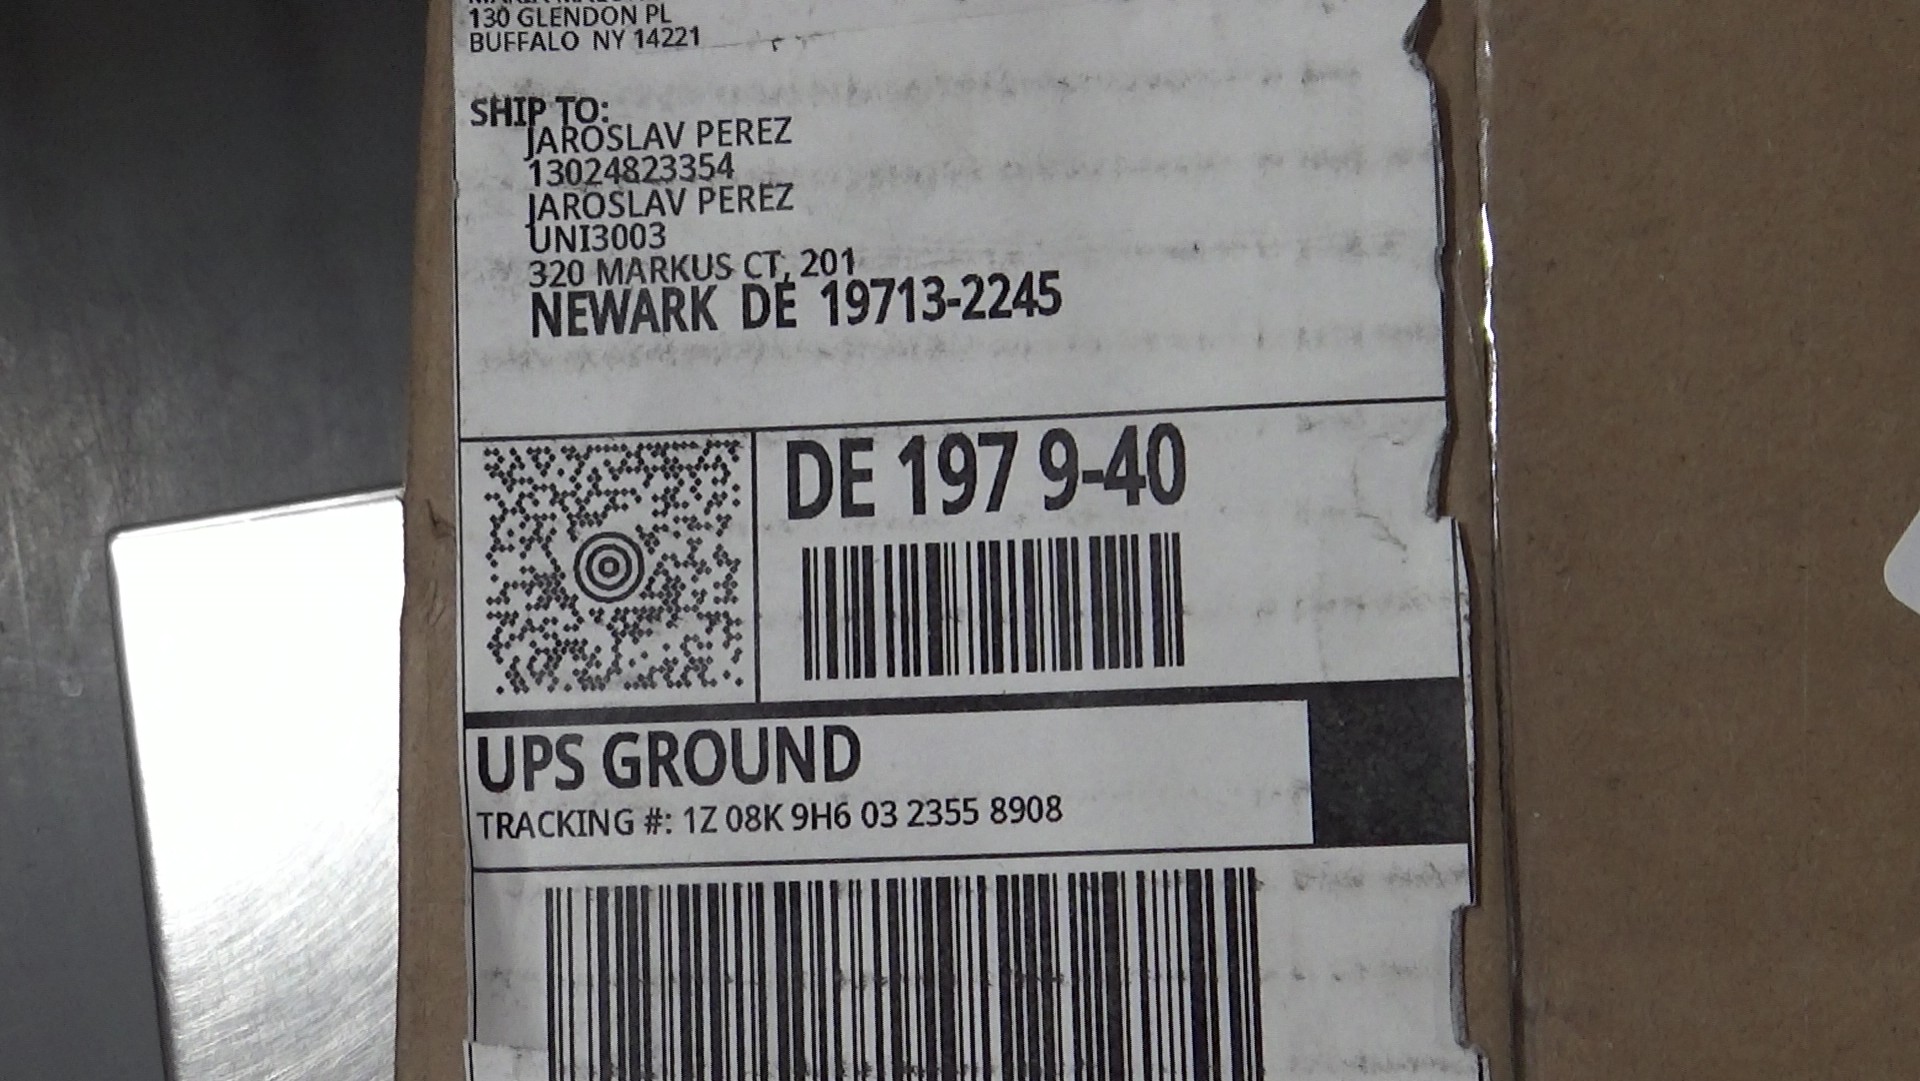 130 GLENDON PL
BUFFALO NY 14221
SHIP TO:
JAROSLAV PEREZ
13024823354
JAROSLAV PEREZ
UNI3003
320 MARKUS CT, 201
NEWARK DE 19713-2245
DE 197 9-40
UPS GROUND
TRACKING #: 1Z 08K 9H6 03 2355 8908